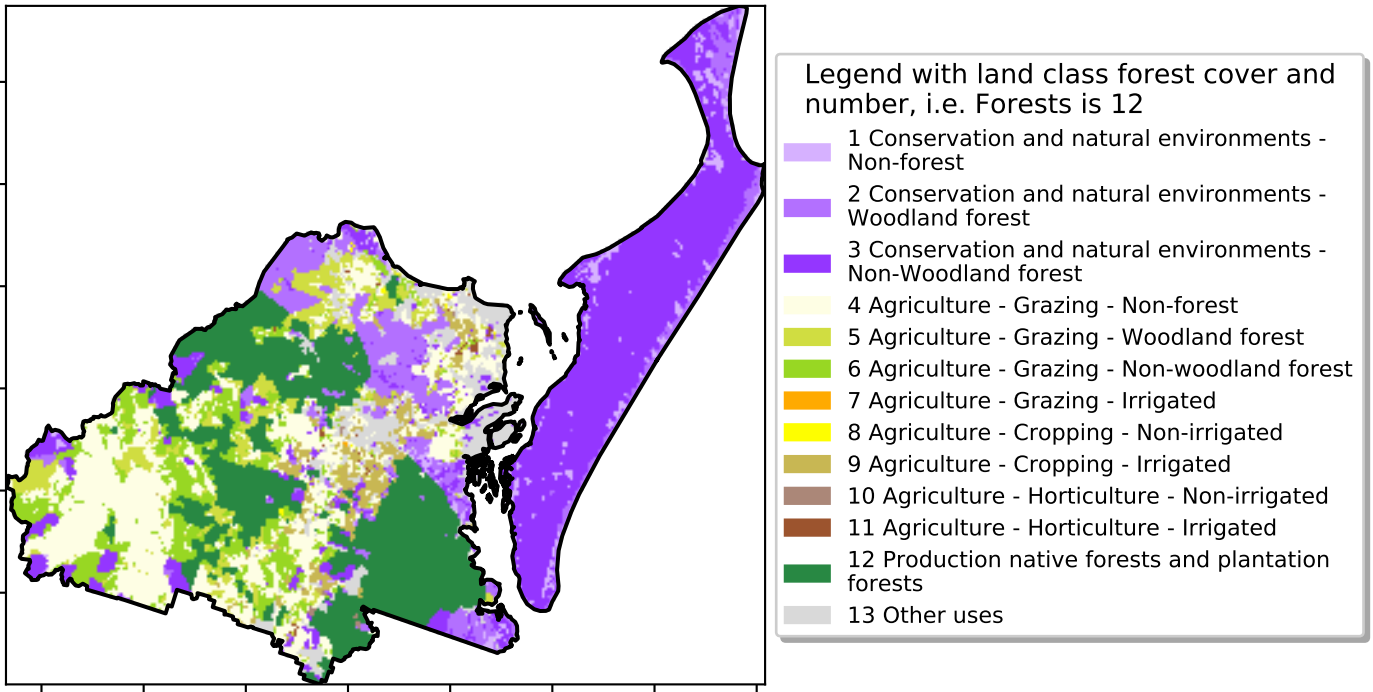 Legend with land class forest cover and
number, i.e. Forests is 12
1 Conservation and natural environments -
Non-forest
2 Conservation and natural environments -
Woodland forest
3 Conservation and natural environments -
Non-Woodland forest
4 Agriculture - Grazing - Non-forest
5 Agriculture - Grazing - Woodland forest
6 Agriculture - Grazing - Non-woodland forest
7 Agriculture - Grazing - Irrigated
8 Agriculture - Cropping - Non-irrigated
9 Agriculture - Cropping - Irrigated
10 Agriculture - Horticulture - Non-irrigated
11 Agriculture - Horticulture - Irrigated
12 Production native forests and plantation
forests
13 Other uses